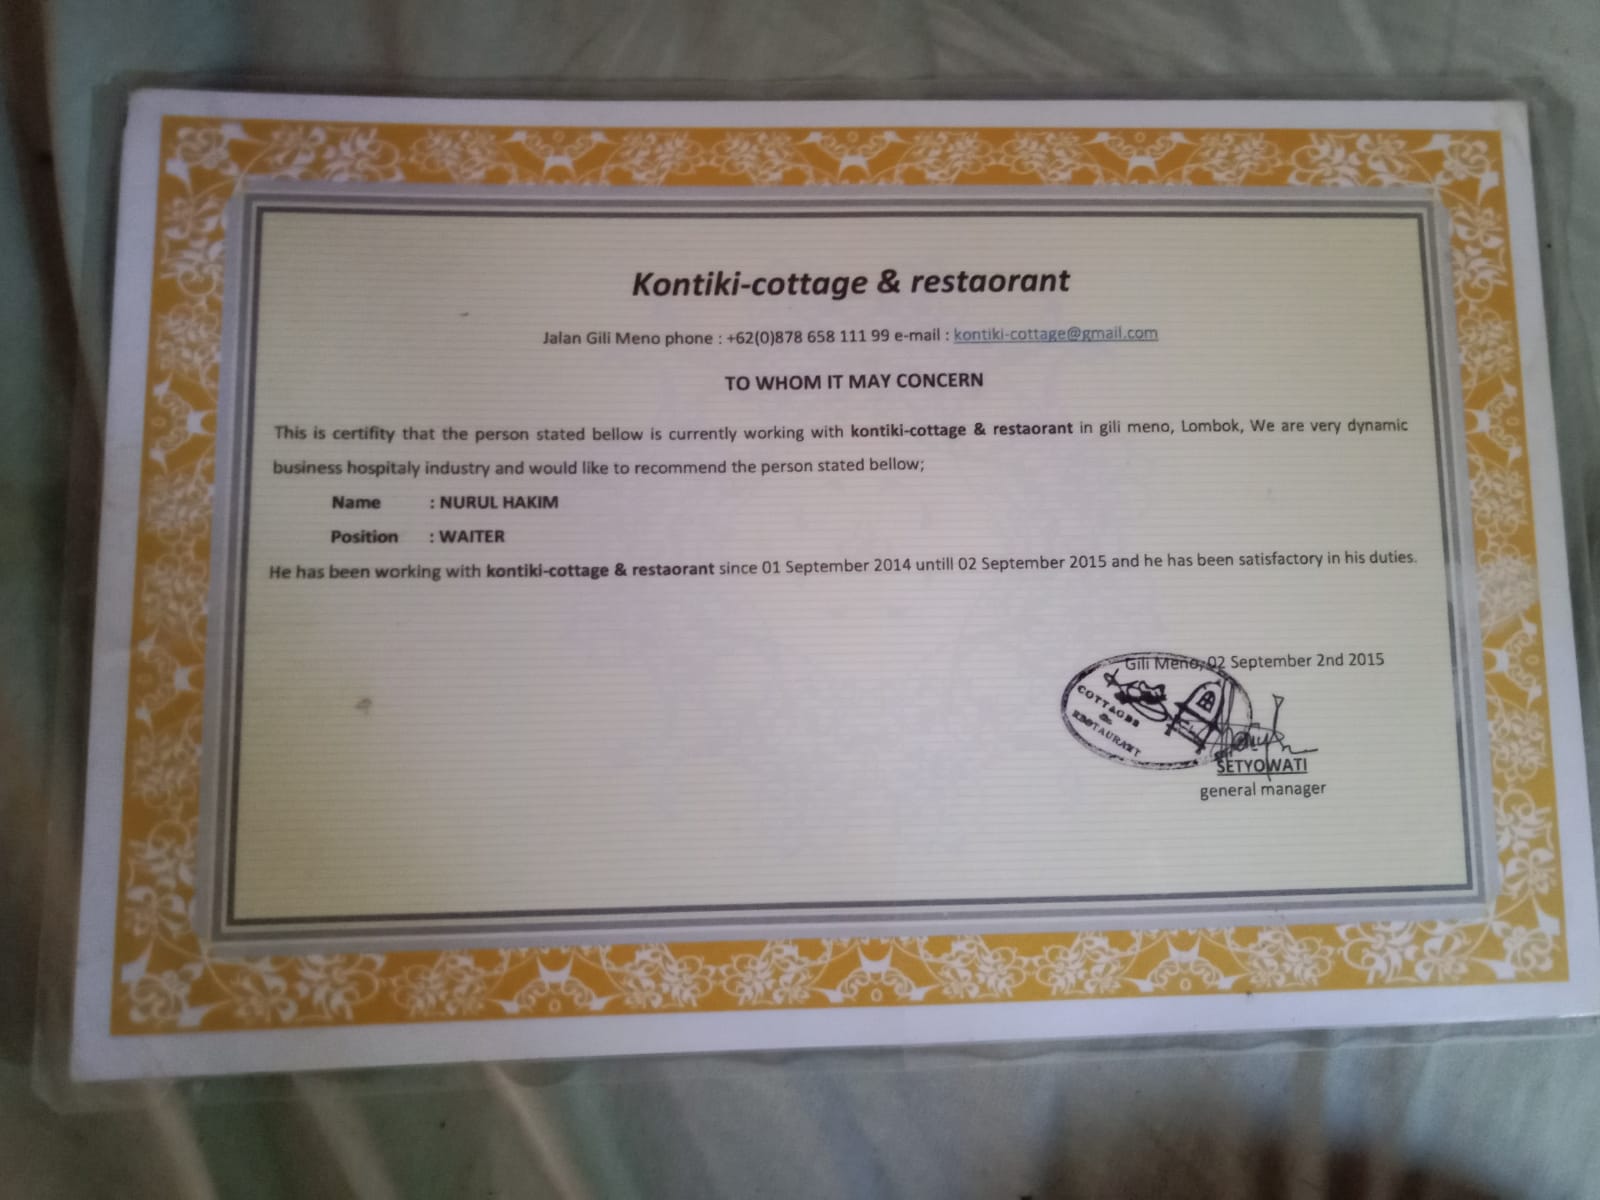 Kontiki-cottage & restaorant
Jalan Gili Meno phone : +62(0)878 658 111 99 e-mail : kontiki-cottage@gmail.com
TO WHOM IT MAY CONCERN
This is certifity that the person stated bellow is currently working with kontiki-cottage & restaorant in gili meno, Lombok, We are very dynamic
business hospitaly industry and would like to recommend the person stated bellow;
Name : NURUL HAKIM
Position : WAITER
He has been working with kontiki-cottage & restaorant since 01 September 2014 untill 02 September 2015 and he has been satisfactory in his duties.
Gili Meno, 02 September 2nd 2015
COTTAGES
&
RESTAURANT
SETYOWATI
general manager